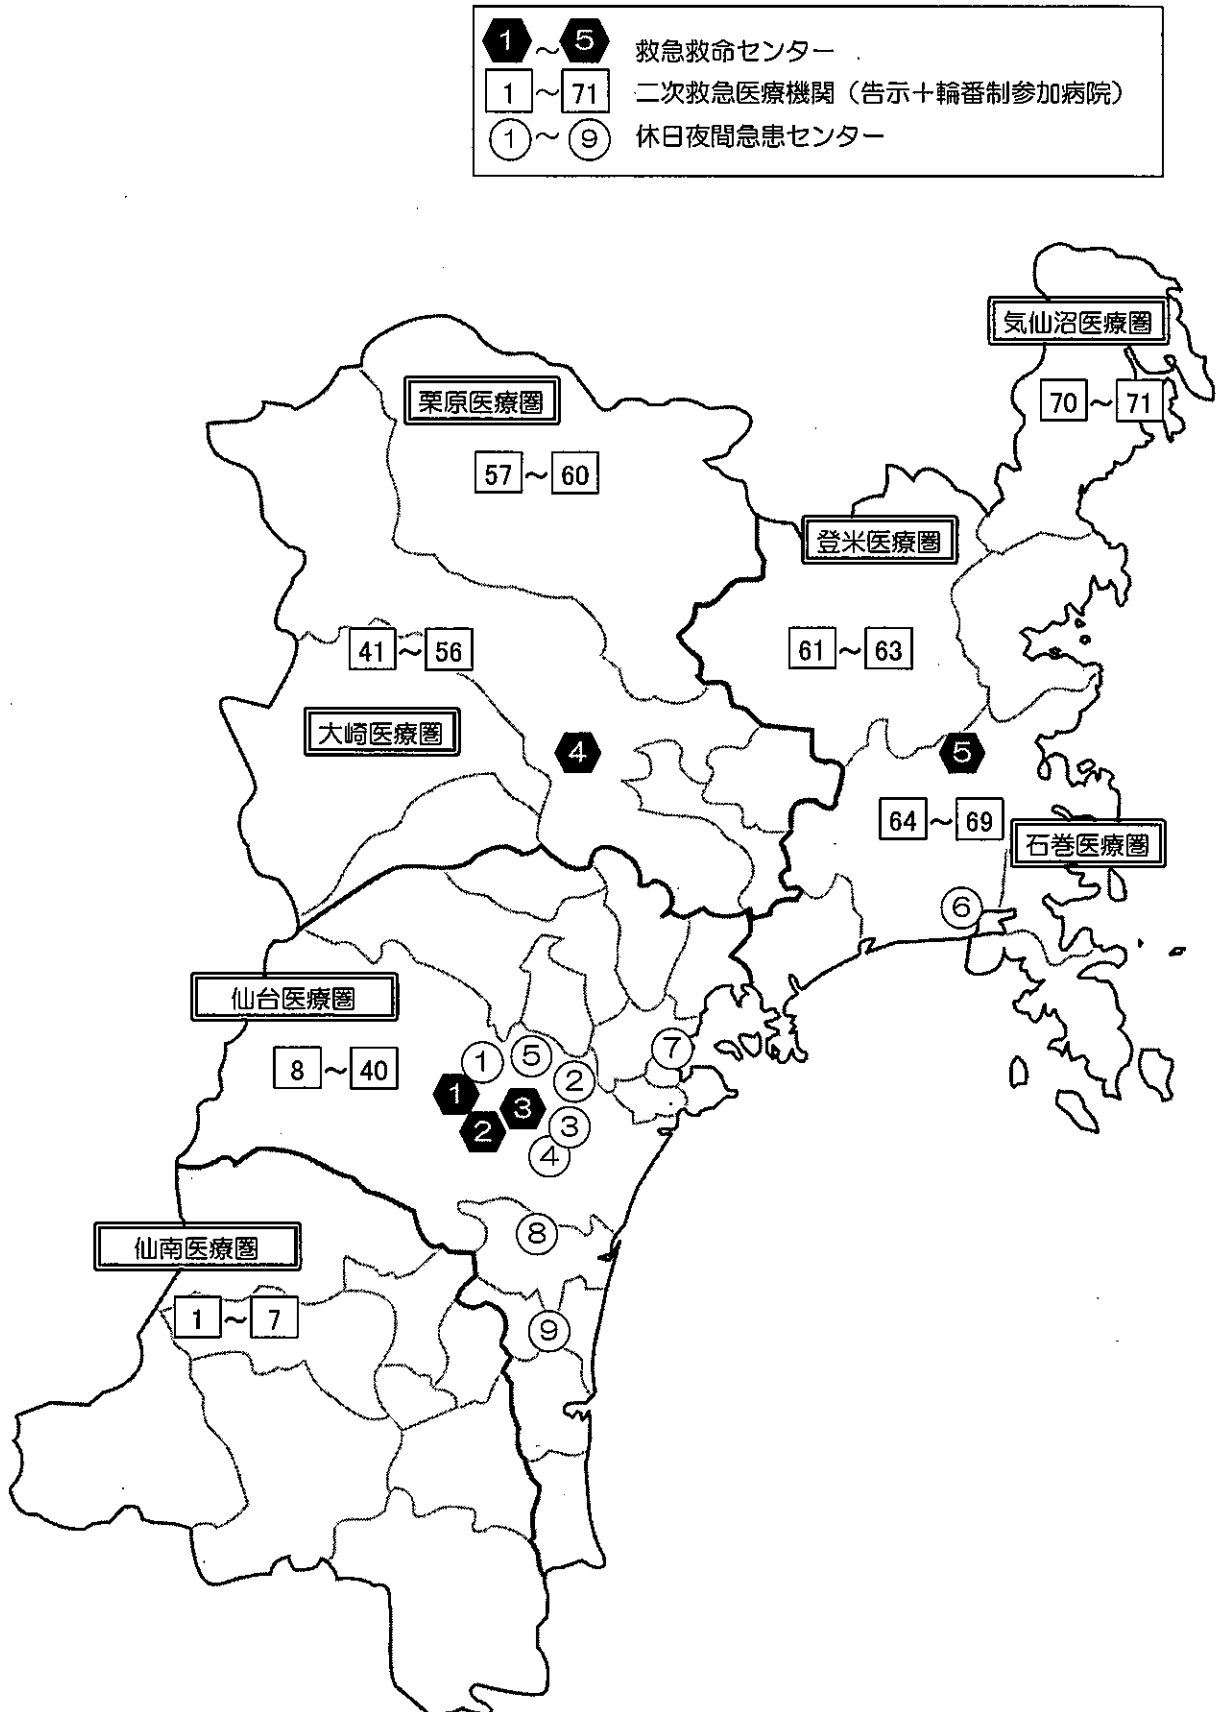 1～5 救急救命センター
1～71 二次救急医療機関（告示＋輪番制参加病院）
①～⑨ 休日夜間急患センター
気仙沼医療圏
70～71
栗原医療圏
57～60
登米医療圏
61～63
41～56
大崎医療圏
4
5
64～69
石巻医療圏
⑥
仙台医療圏
8～40
①
⑤
②
⑦
1
2
3
③
④
仙南医療圏
⑧
1～7
⑨